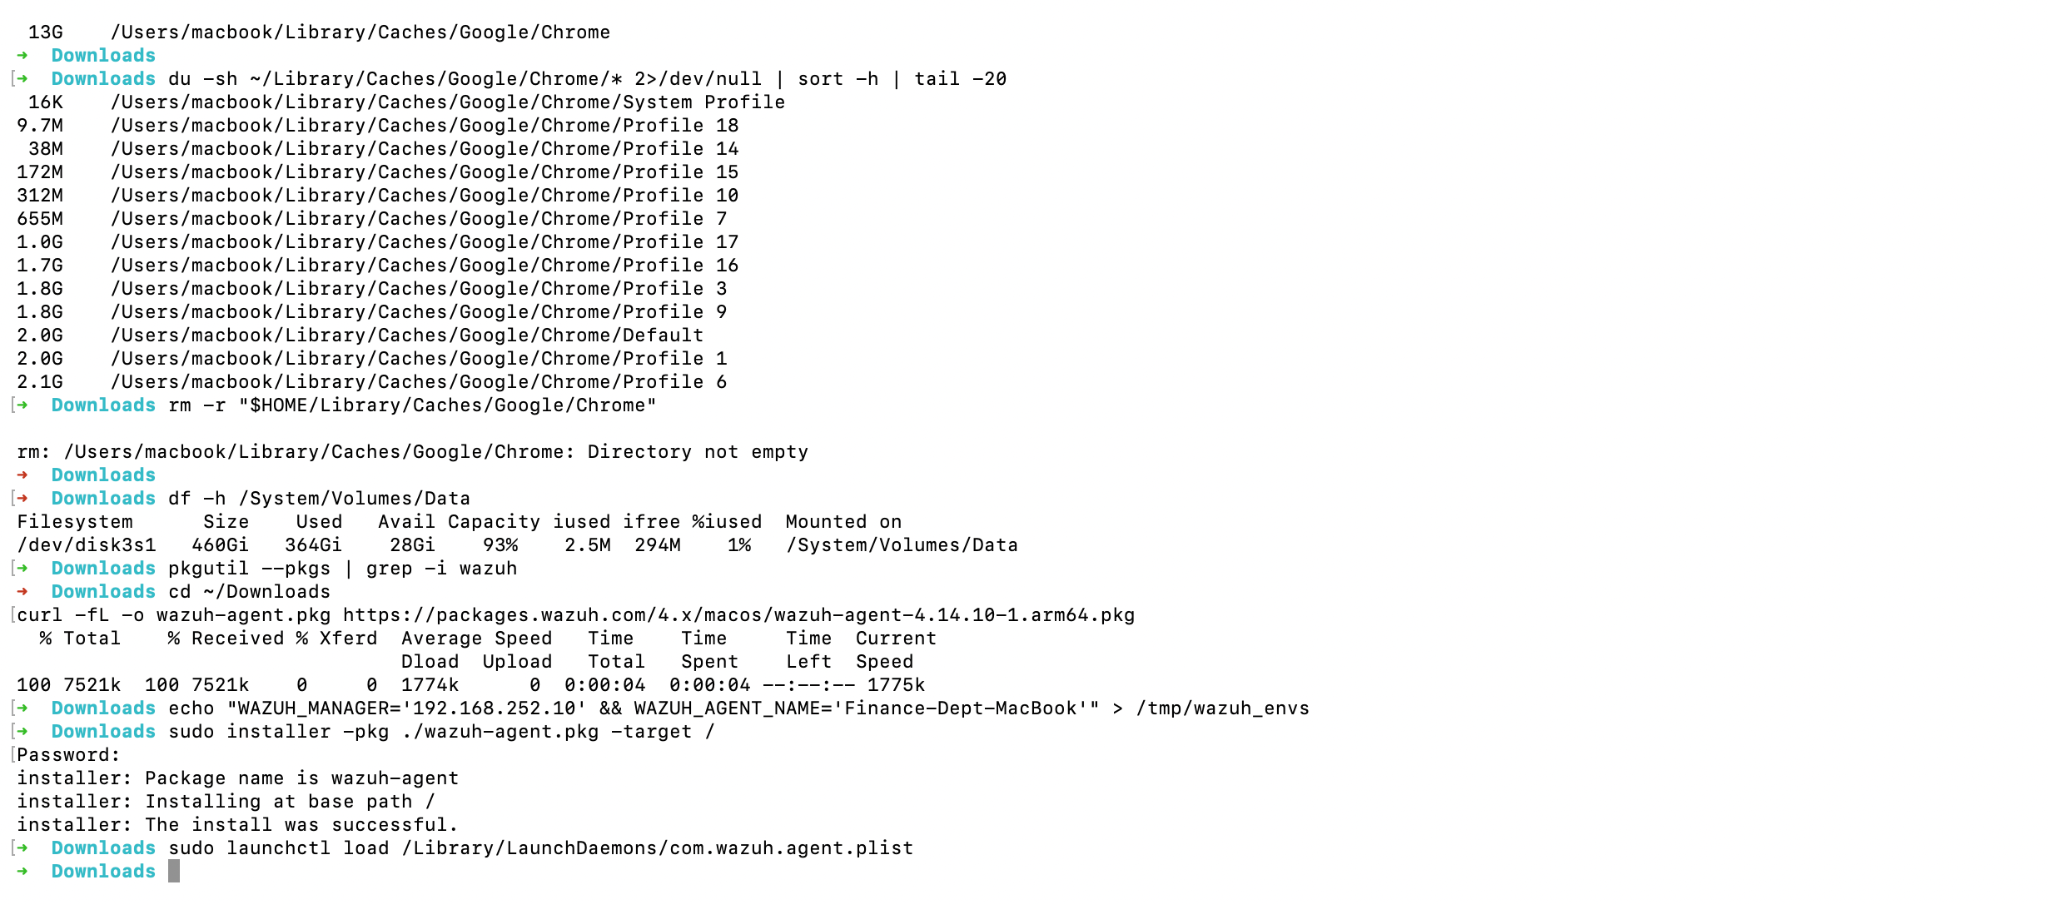 13G    /Users/macbook/Library/Caches/Google/Chrome
➜  Downloads
[➜  Downloads du -sh ~/Library/Caches/Google/Chrome/* 2>/dev/null | sort -h | tail -20
 16K    /Users/macbook/Library/Caches/Google/Chrome/System Profile
9.7M    /Users/macbook/Library/Caches/Google/Chrome/Profile 18
 38M    /Users/macbook/Library/Caches/Google/Chrome/Profile 14
172M    /Users/macbook/Library/Caches/Google/Chrome/Profile 15
312M    /Users/macbook/Library/Caches/Google/Chrome/Profile 10
655M    /Users/macbook/Library/Caches/Google/Chrome/Profile 7
1.0G    /Users/macbook/Library/Caches/Google/Chrome/Profile 17
1.7G    /Users/macbook/Library/Caches/Google/Chrome/Profile 16
1.8G    /Users/macbook/Library/Caches/Google/Chrome/Profile 3
1.8G    /Users/macbook/Library/Caches/Google/Chrome/Profile 9
2.0G    /Users/macbook/Library/Caches/Google/Chrome/Default
2.0G    /Users/macbook/Library/Caches/Google/Chrome/Profile 1
2.1G    /Users/macbook/Library/Caches/Google/Chrome/Profile 6
[➜  Downloads rm -r "$HOME/Library/Caches/Google/Chrome"
rm: /Users/macbook/Library/Caches/Google/Chrome: Directory not empty
➜  Downloads
[➜  Downloads df -h /System/Volumes/Data
Filesystem      Size    Used   Avail Capacity iused ifree %iused  Mounted on
/dev/disk3s1   460Gi   364Gi    28Gi    93%    2.5M  294M    1%   /System/Volumes/Data
[➜  Downloads pkgutil --pkgs | grep -i wazuh
➜  Downloads cd ~/Downloads
[curl -fL -o wazuh-agent.pkg https://packages.wazuh.com/4.x/macos/wazuh-agent-4.14.10-1.arm64.pkg
  % Total    % Received % Xferd  Average Speed   Time    Time     Time  Current
                                 Dload  Upload   Total   Spent    Left  Speed
100 7521k  100 7521k    0     0  1774k      0  0:00:04  0:00:04 --:--:-- 1775k
[➜  Downloads echo "WAZUH_MANAGER='192.168.252.10' && WAZUH_AGENT_NAME='Finance-Dept-MacBook'" > /tmp/wazuh_envs
[➜  Downloads sudo installer -pkg ./wazuh-agent.pkg -target /
[Password:
installer: Package name is wazuh-agent
installer: Installing at base path /
installer: The install was successful.
[➜  Downloads sudo launchctl load /Library/LaunchDaemons/com.wazuh.agent.plist
➜  Downloads